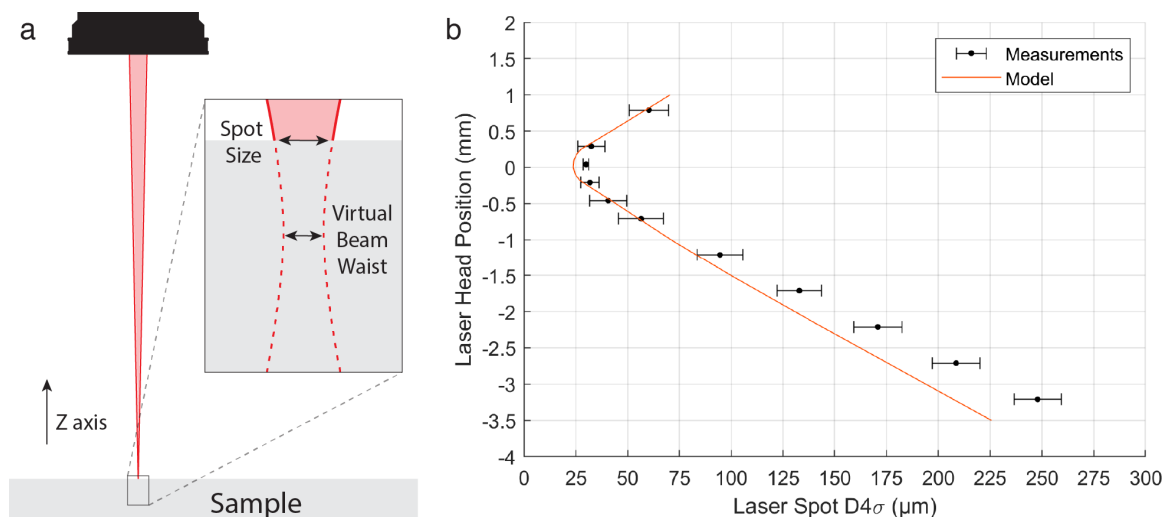 a
Spot
Size
Virtual
Beam
Waist
Z axis
Sample
b
Measurements
Model
2
1.5
1
0.5
0
-0.5
-1
-1.5
-2
-2.5
-3
-3.5
-4
Laser Head Position (mm)
0
25
50
75
100
125
150
175
200
225
250
275
300
Laser Spot D4σ (μm)